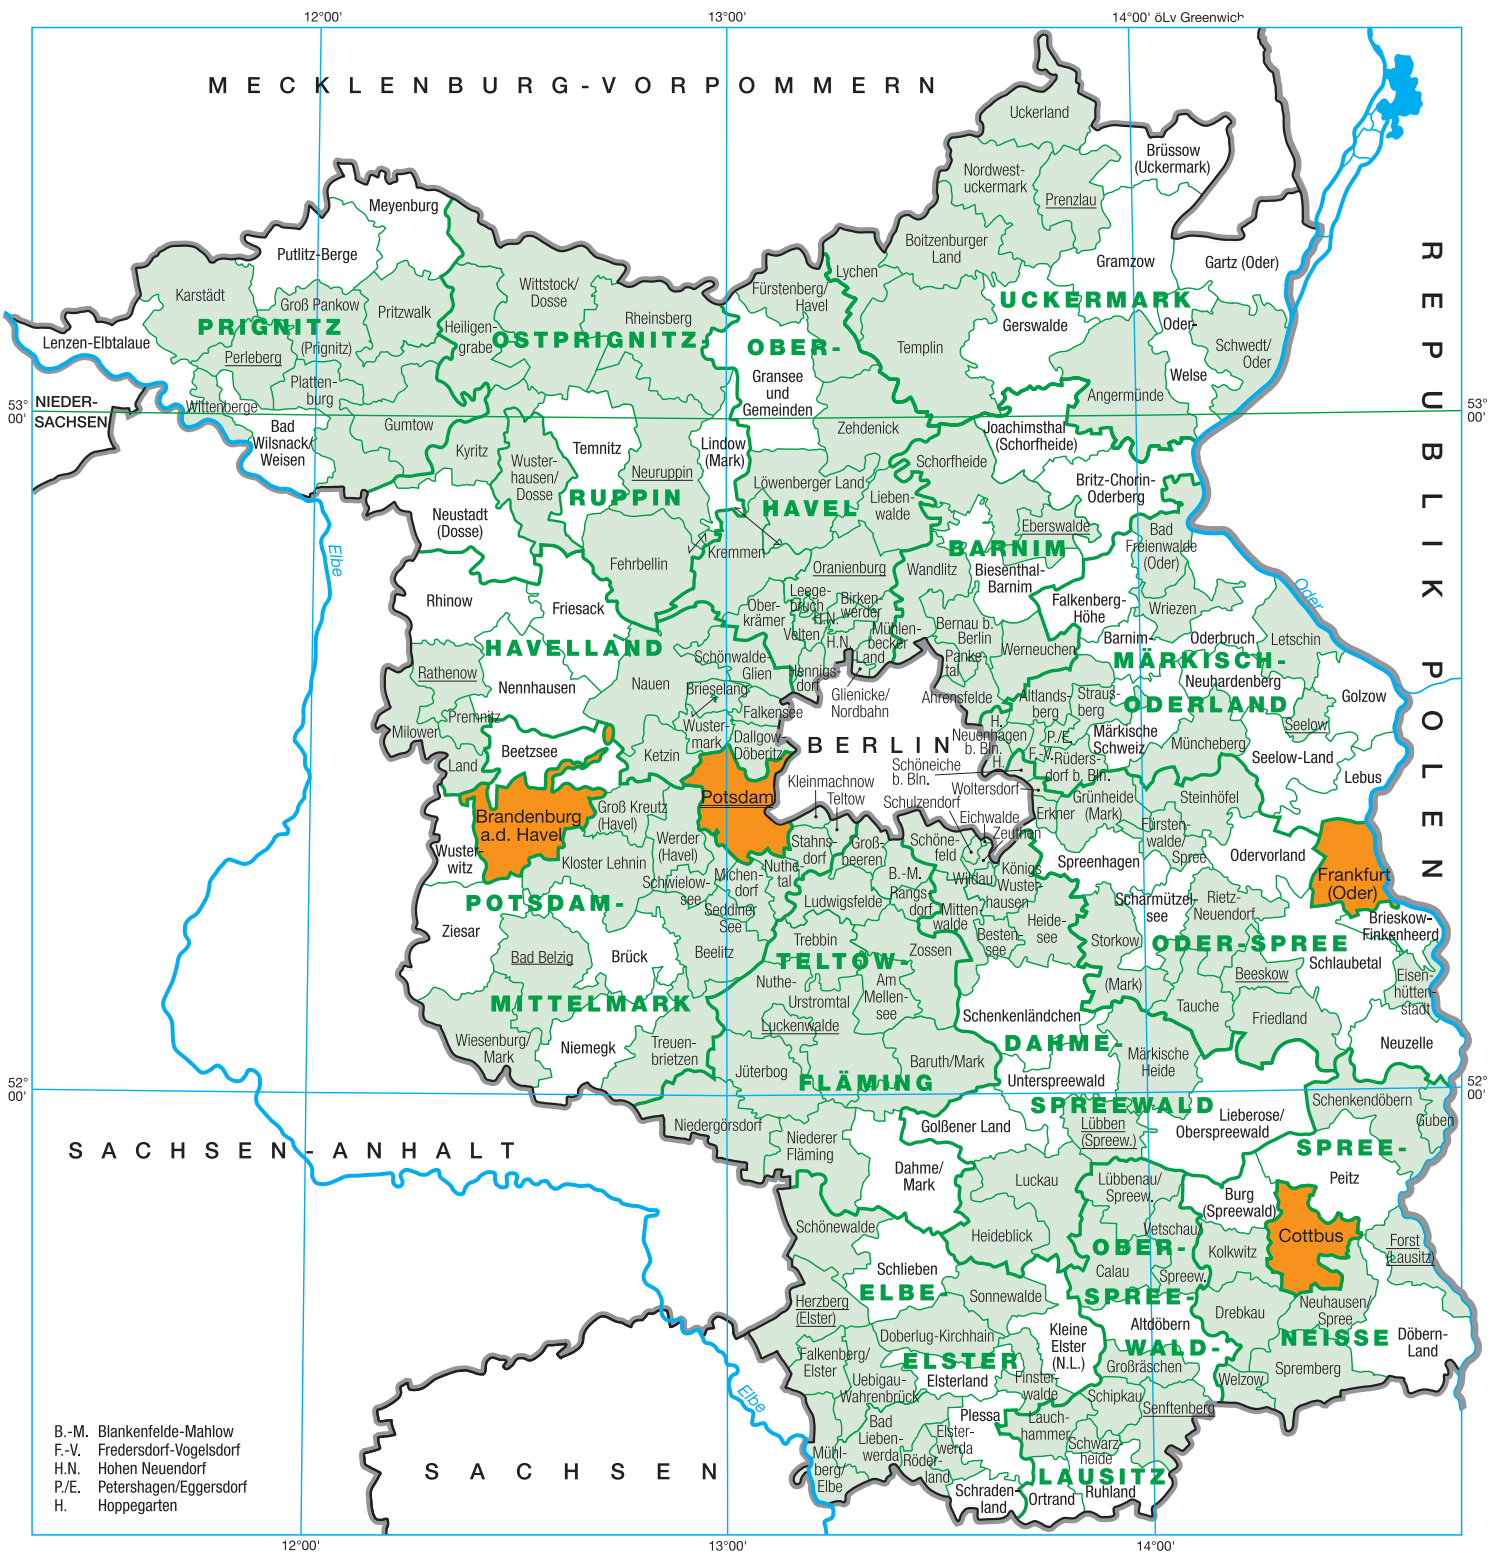 12°00'
13°00'
14°00' öLv Greenwich
MECKLENBURG-VORPOMMERN
Uckerland
Brüssow
(Uckermark)
Nordwest-
uckermark
Prenzlau
Meyenburg
Boitzenburger
Land
Putlitz-Berge
Gramzow
Gartz (Oder)
Lychen
Karstädt
Wittstock/
Dosse
Fürstenberg/
Havel
UCKERMARK
Groß Pankow
(Prignitz)
Pritzwalk
Rheinsberg
PRIGNITZ
Heiligen-
grabe
OSTPRIGNITZ-
OBER-
Gerswalde
Oder-
Welse
Lenzen-Elbtalaue
Perleberg
Templin
Schwedt/
Oder
Platten-
burg
Gransee
und
Gemeinden
Angermünde
53°
00'
NIEDER-
SACHSEN
Wittenberge
53°
00'
Bad
Wilsnack/
Weisen
Gumtow
Zehdenick
Joachimsthal
(Schorfheide)
Kyritz
Temnitz
Lindow
(Mark)
Wuster-
hausen/
Dosse
Neuruppin
Schorfheide
RUPPIN
Löwenberger Land
Lieben-
walde
Britz-Chorin-
Oderberg
HAVEL
Neustadt
(Dosse)
Eberswalde
Bad
Freienwalde
(Oder)
BARNIM
Kremmen
Elbe
Fehrbellin
Oranienburg
Wandlitz
Biesenthal-
Barnim
Oder
Rhinow
Friesack
Ober-
krämer
Leege-
bruch
Birken-
werder
H.N.
Falkenberg-
Höhe
Wriezen
Velten
H.N.
Mühlen-
becker
Land
Bernau b.
Berlin
Barnim-
Oderbruch
Letschin
HAVELLAND
Schönwalde-
Glien
Hennigs-
dorf
Panke-
tal
Werneuchen
MÄRKISCH-
Rathenow
Nennhausen
Nauen
Brieselang
Glienicke/
Nordbahn
Ahrensfelde
Altlands-
berg
Straus-
berg
Neuhardenberg
Golzow
ODERLAND
Premnitz
Milower
Land
Wuster-
mark
Falkensee
BERLIN
H.
Neuenhagen
b. Bln.
P./E.
F.-V.
Märkische
Schweiz
Seelow
Beetzsee
Ketzin
Dallgow-
Döberitz
H.
Rüders-
dorf b. Bln.
Müncheberg
Seelow-Land
Schöneiche
b. Bln.
Lebus
Kleinmachnow
Teltow
Woltersdorf
Potsdam
Brandenburg
a.d. Havel
Groß Kreutz
(Havel)
Schulzendorf
Eichwalde
Zeuthen
Erkner
Grünheide
(Mark)
Steinhöfel
Fürsten-
walde/
Spree
Werder
(Havel)
Stahns-
dorf
Groß-
beeren
Schöne-
feld
Wuster-
witz
Kloster Lehnin
Nuthe-
tal
Michen-
dorf
Wildau
Königs
Wuster-
hausen
Spreenhagen
Odervorland
Frankfurt
(Oder)
Schwielow-
see
B.-M.
Rangs-
dorf
POTSDAM-
Seddiner
See
Ludwigsfelde
Mitten-
walde
Heide-
see
Scharmützel-
see
Rietz-
Neuendorf
Brieskow-
Finkenheerd
Ziesar
Bad Belzig
Brück
Beelitz
Trebbin
Zossen
Besten-
see
Storkow
(Mark)
ODER-SPREE
Schlaubetal
TELTOW-
Nuthe-
Urstromtal
Am
Mellen-
see
Beeskow
Eisen-
hütten-
stadt
MITTELMARK
Luckenwalde
Schenkenländchen
Tauche
Friedland
Wiesenburg/
Mark
Niemegk
Treuen-
brietzen
DAHME-
Neuzelle
Jüterbog
Baruth/Mark
Märkische
Heide
FLÄMING
Unterspreewald
52°
00'
52°
00'
SPREEWALD
Schenkendöbern
Guben
Niedergörsdorf
Niederer
Fläming
Golßener Land
Lübben
(Spreew.)
Lieberose/
Oberspreewald
SACHSEN-ANHALT
SPREE-
Dahme/
Mark
Luckau
Lübbenau/
Spreew.
Burg
(Spreewald)
Peitz
Schönewalde
Heideblick
Vetschau/
Spreew.
OBER-
Kolkwitz
Cottbus
Forst
(Lausitz)
Schlieben
Calau
ELBE-
Sonnewalde
SPREE-
Herzberg
(Elster)
Drebkau
Neuhausen/
Spree
Doberlug-Kirchhain
Kleine
Elster
(N.L.)
Altdöbern
WALD-
NEISSE
Döbern-
Land
Falkenberg/
Elster
ELSTER
Elsterland
Großräschen
Spremberg
Uebigau-
Wahrenbrück
Finster-
walde
Schipkau
Senftenberg
Welzow
Elbe
Bad
Lieben-
werda
Plessa
Elster-
werda
Lauch-
hammer
Schwarz-
heide
Mühl-
berg/
Elbe
Röder-
land
LAUSITZ
Schraden-
land
Ortrand
Ruhland
SACHSEN
REPUBLIK POLEN
B.-M. Blankenfelde-Mahlow
F.-V. Fredersdorf-Vogelsdorf
H.N. Hohen Neuendorf
P./E. Petershagen/Eggersdorf
H. Hoppegarten
12°00'
13°00'
14°00'